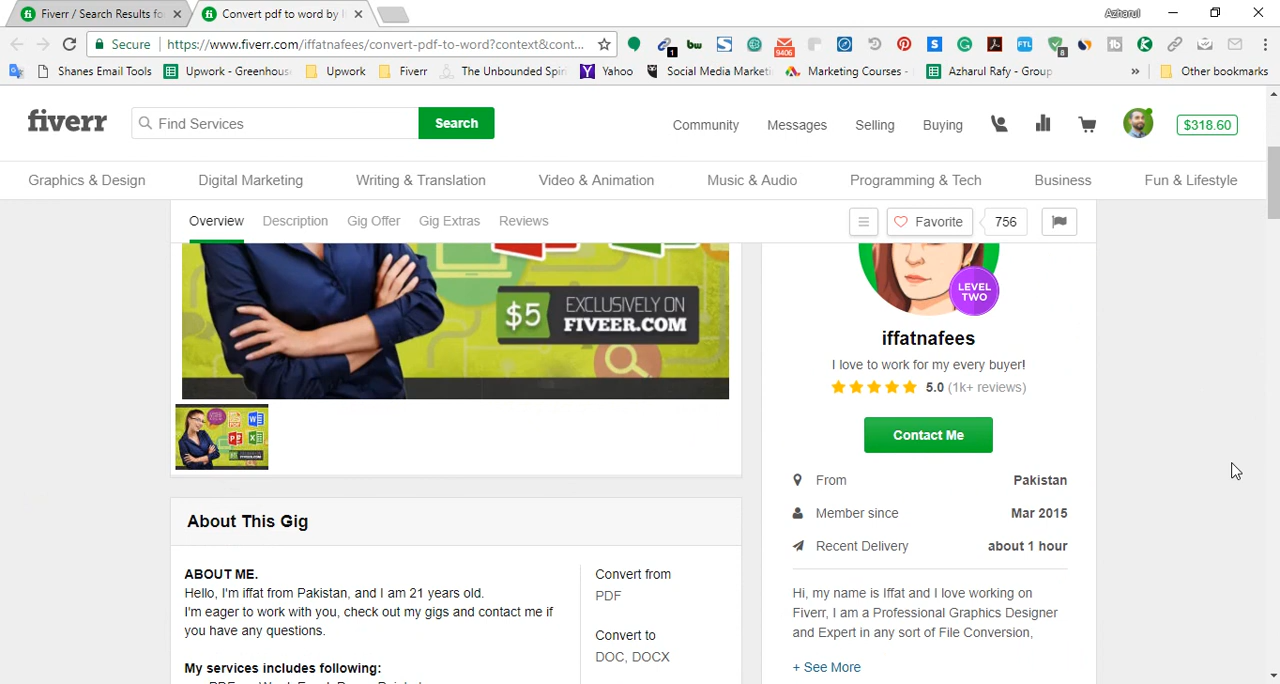 Fiverr / Search Results fo
Convert pdf to word by I
Azharul
Secure
https://www.fiverr.com/iffatnafees/convert-pdf-to-word?context&cont...
1
bw
S
9406
S
FTL
8
tb
K
Shanes Email Tools
Upwork - Greenhous
Upwork
Fiverr
The Unbounded Spiri
Yahoo
Social Media Marketi
Marketing Courses -
Azharul Rafy - Group
»
Other bookmarks
fiverr
Find Services
Search
Community
Messages
Selling
Buying
$318.60
Graphics & Design
Digital Marketing
Writing & Translation
Video & Animation
Music & Audio
Programming & Tech
Business
Fun & Lifestyle
Overview
Description
Gig Offer
Gig Extras
Reviews
Favorite
756
$5
EXCLUSIVELY ON
FIVEER.COM
LEVEL
TWO
iffatnafees
I love to work for my every buyer!
5.0 (1k+ reviews)
Contact Me
From
Pakistan
Member since
Mar 2015
Recent Delivery
about 1 hour
Hi, my name is Iffat and I love working on
Fiverr, I am a Professional Graphics Designer
and Expert in any sort of File Conversion,
+ See More
About This Gig
ABOUT ME.
Hello, I'm iffat from Pakistan, and I am 21 years old.
I'm eager to work with you, check out my gigs and contact me if
you have any questions.
My services includes following:
Convert from
PDF
Convert to
DOC, DOCX